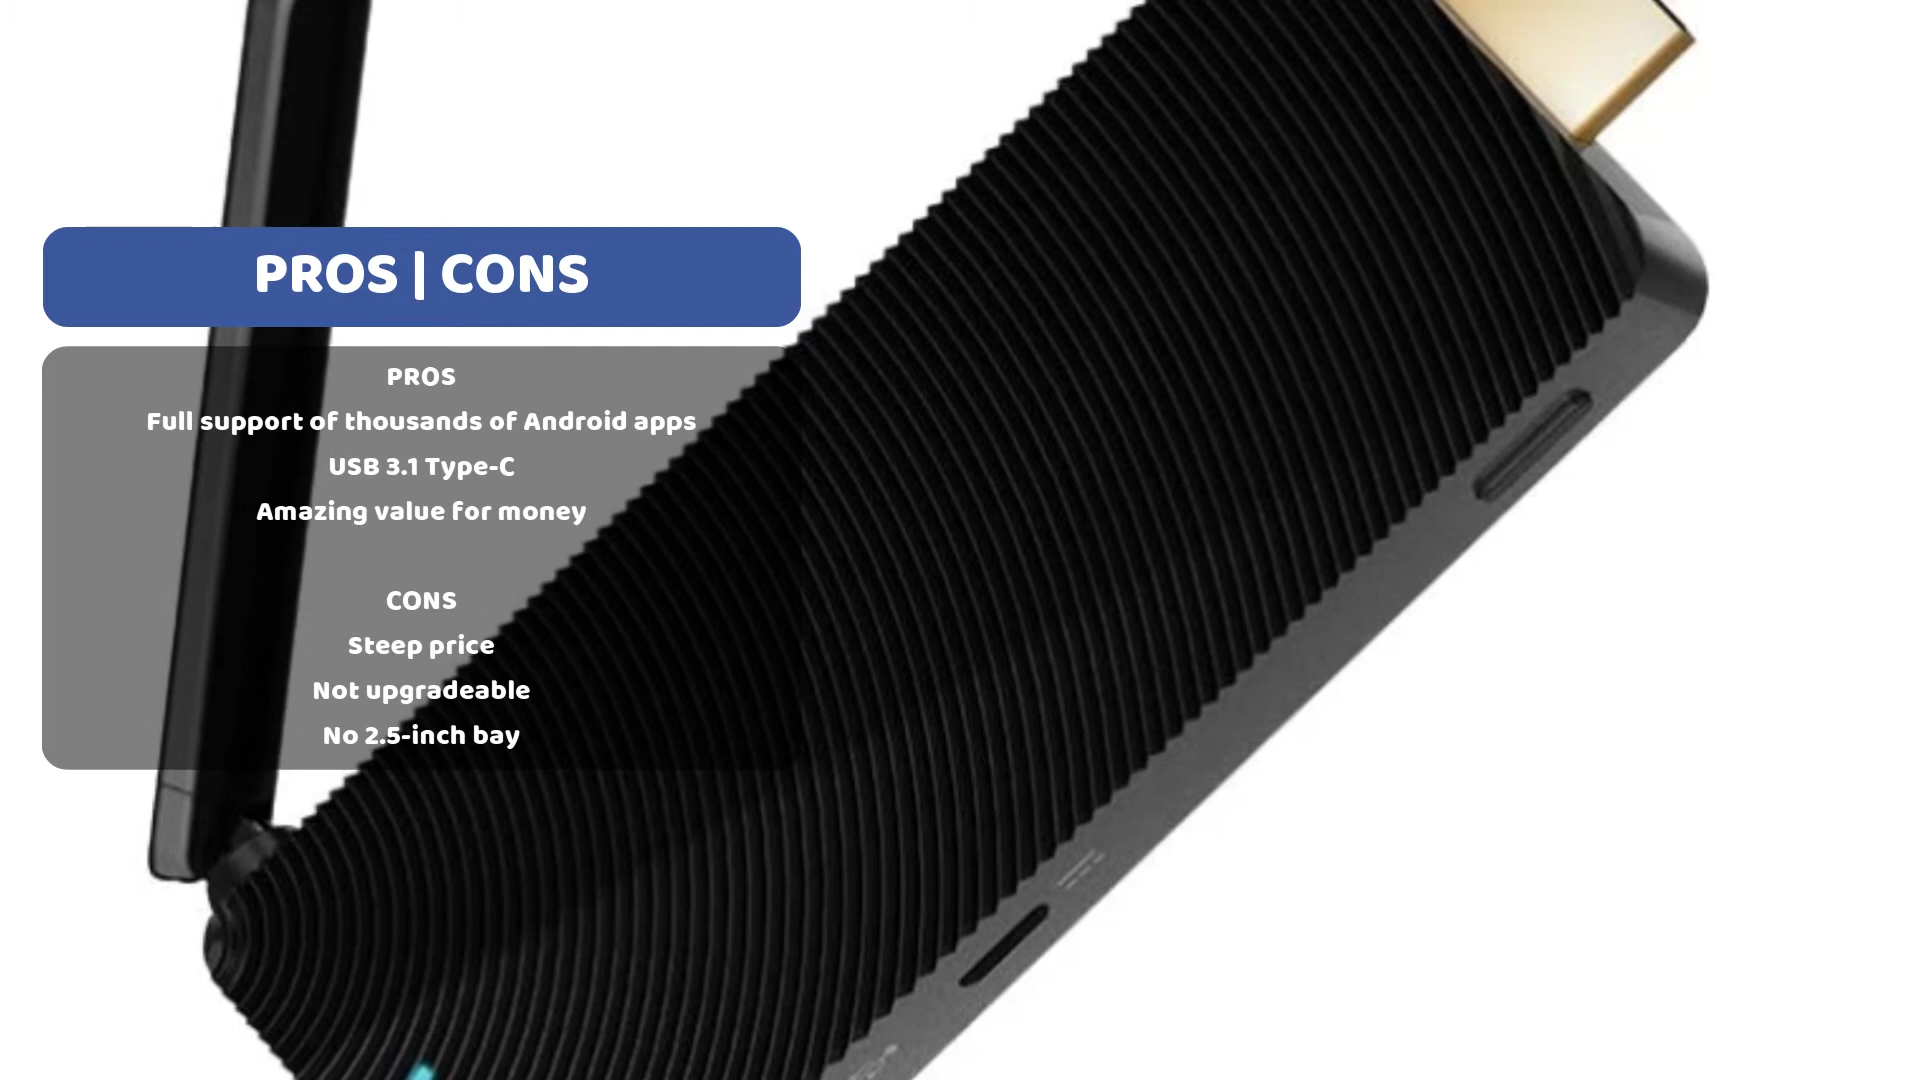 PROS | CONS
PROS
Full support of thousands of Android apps
USB 3.1 Type-C
Amazing value for money
CONS
Steep price
Not upgradeable
No 2.5-inch bay